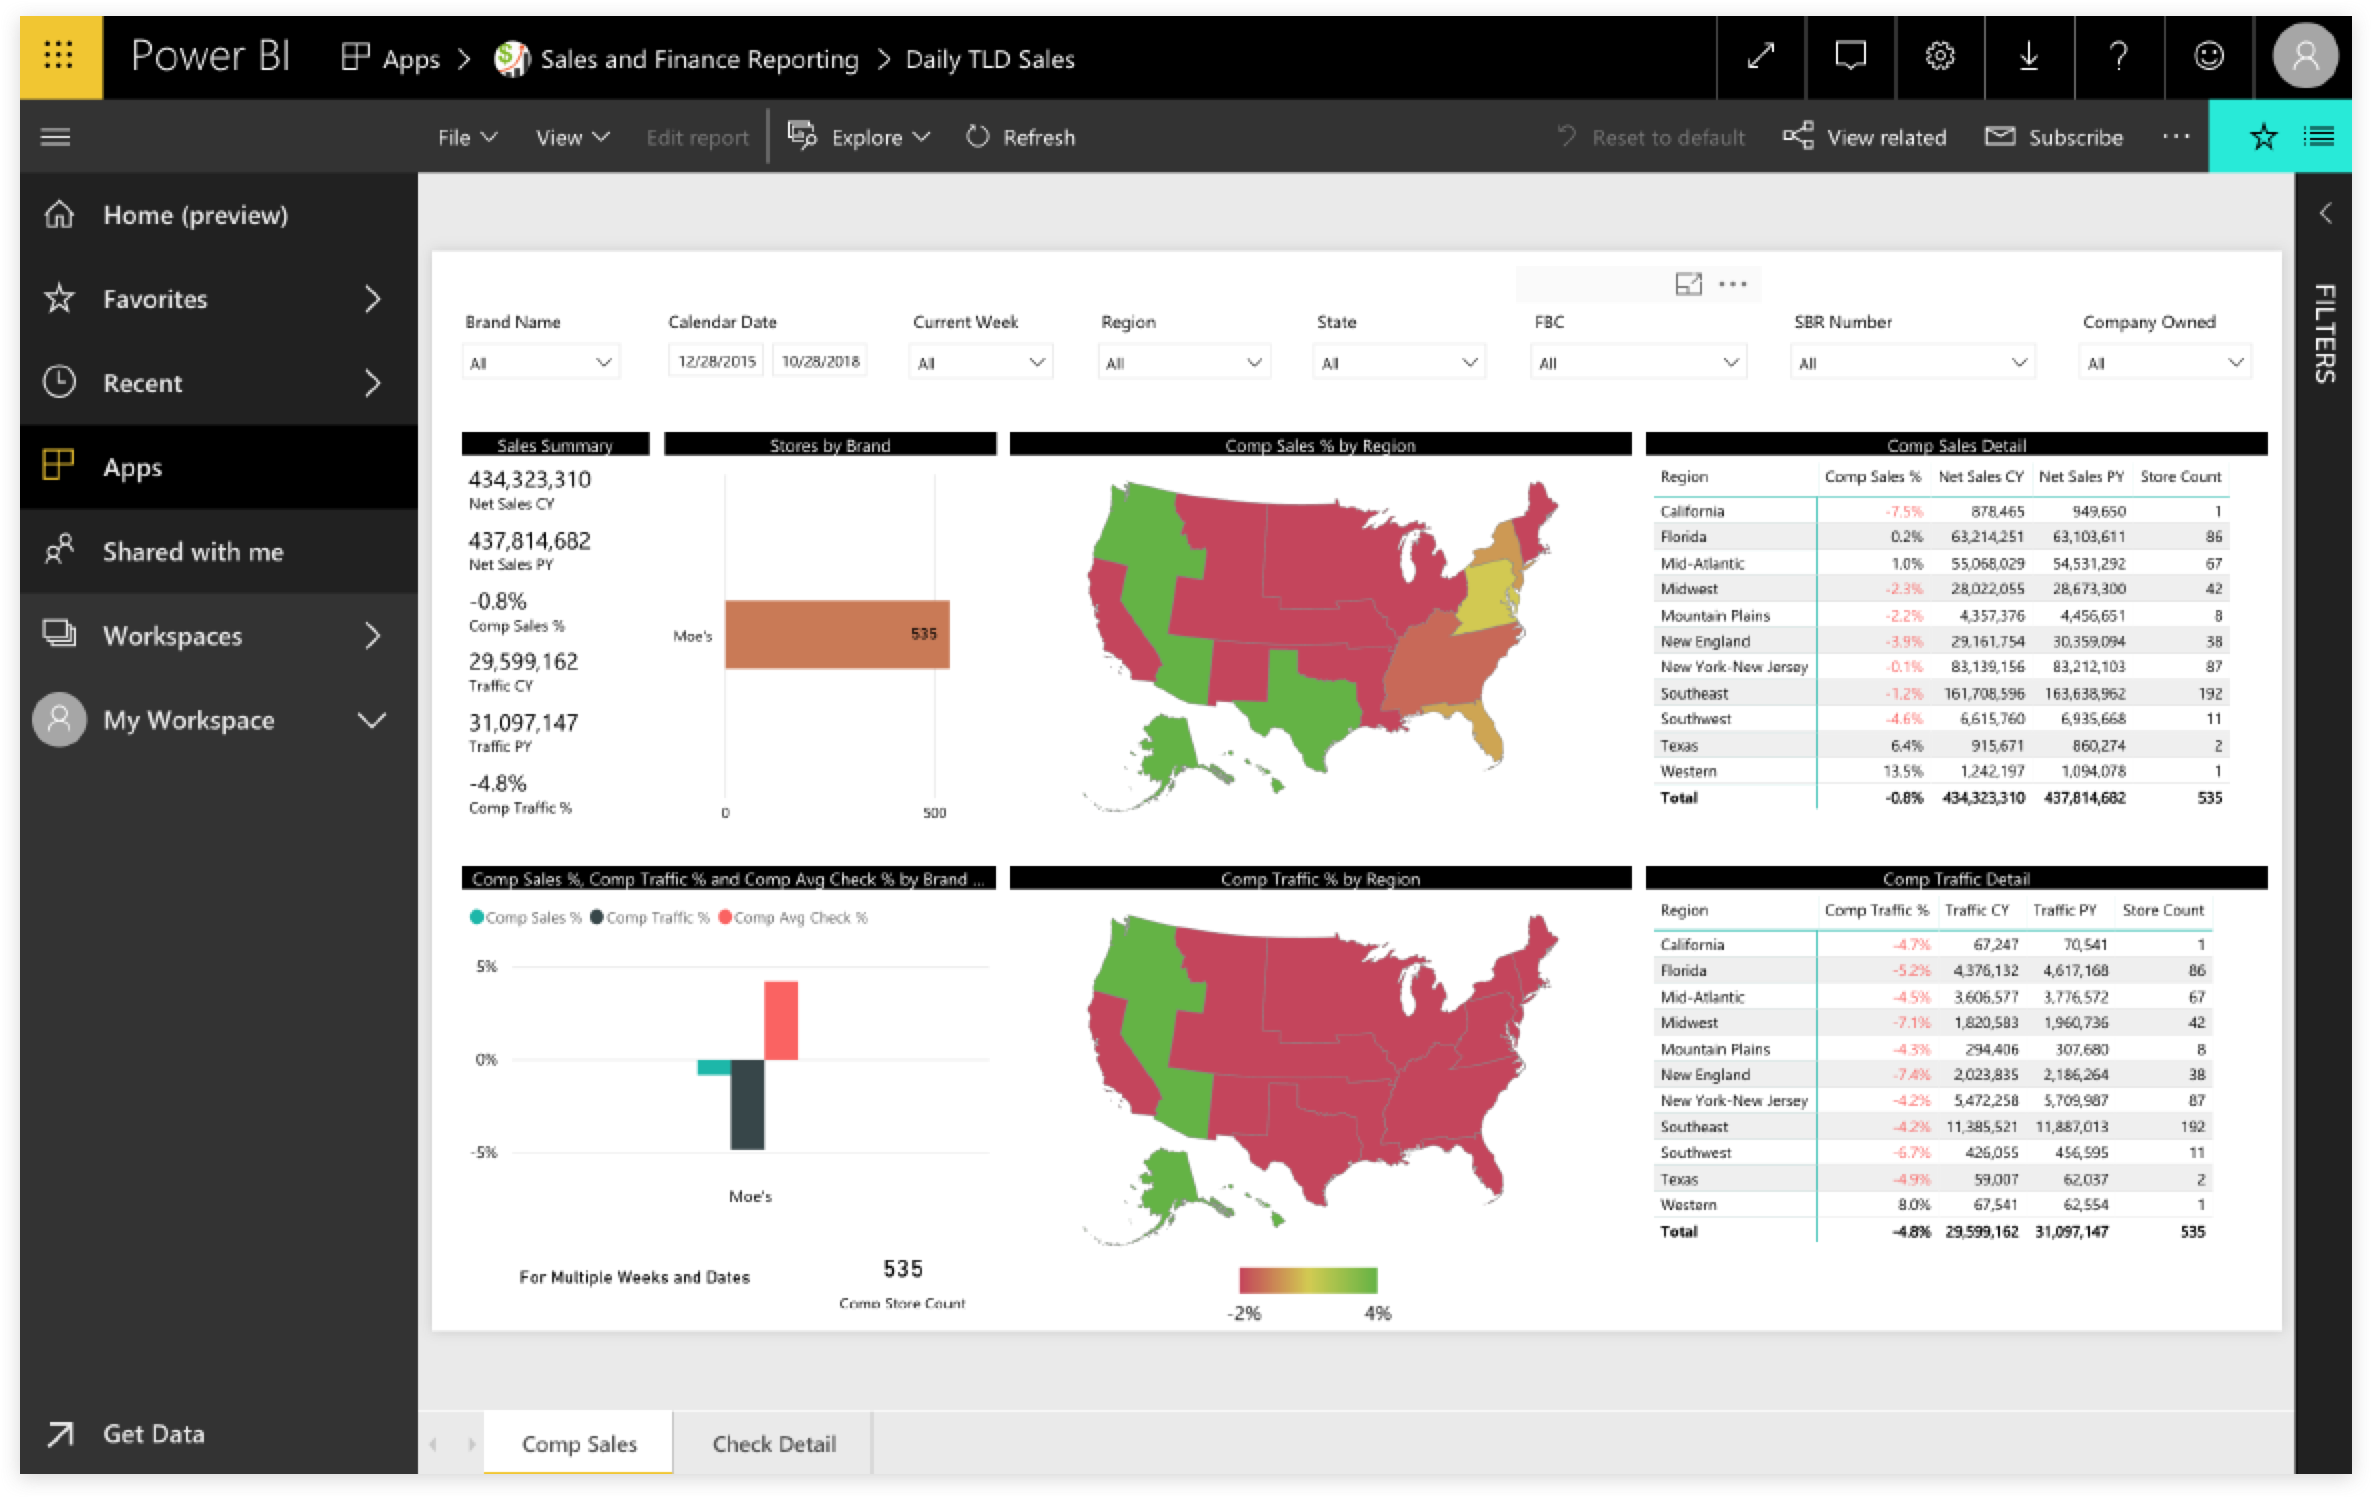 Power BI Apps > Sales and Finance Reporting > Daily TLD Sales ?
File View Edit report Explore Refresh Reset to default View related Subscribe ...
Home (preview)
Favorites
Recent
Apps
Shared with me
Workspaces
My Workspace
Get Data
FILTERS
Brand Name Calendar Date Current Week Region State FBC SBR Number Company Owned
All 12/28/2015 10/28/2018 All All All All All All
Sales Summary
434,323,310
Net Sales CY
437,814,682
Net Sales PY
-0.8%
Comp Sales %
29,599,162
Traffic CY
31,097,147
Traffic PY
-4.8%
Comp Traffic %
Stores by Brand
Moe's 535
0 500
Comp Sales % by Region
Comp Sales Detail
Region Comp Sales % Net Sales CY Net Sales PY Store Count
California -7.5% 878,465 949,650 1
Florida 0.2% 63,214,251 63,103,611 86
Mid-Atlantic 1.0% 55,068,029 54,531,292 67
Midwest -2.3% 28,022,055 28,673,300 42
Mountain Plains -2.2% 4,357,376 4,456,651 8
New England -3.9% 29,161,754 30,359,094 38
New York-New Jersey -0.1% 83,139,156 83,212,103 87
Southeast -1.2% 161,708,596 163,638,962 192
Southwest -4.6% 6,615,760 6,935,668 11
Texas 6.4% 915,671 860,274 2
Western 13.5% 1,242,197 1,094,078 1
Total -0.8% 434,323,310 437,814,682 535
Comp Sales %, Comp Traffic % and Comp Avg Check % by Brand ...
Comp Sales % Comp Traffic % Comp Avg Check %
5%
0%
-5%
Moe's
For Multiple Weeks and Dates
535
Comp Store Count
Comp Traffic % by Region
-2% 4%
Comp Traffic Detail
Region Comp Traffic % Traffic CY Traffic PY Store Count
California -4.7% 67,247 70,541 1
Florida -5.2% 4,376,132 4,617,168 86
Mid-Atlantic -4.5% 3,606,577 3,776,572 67
Midwest -7.1% 1,820,583 1,960,736 42
Mountain Plains -4.3% 294,406 307,680 8
New England -7.4% 2,023,835 2,186,264 38
New York-New Jersey -4.2% 5,472,258 5,709,987 87
Southeast -4.2% 11,385,521 11,887,013 192
Southwest -6.7% 426,055 456,595 11
Texas -4.9% 59,007 62,037 2
Western 8.0% 67,541 62,554 1
Total -4.8% 29,599,162 31,097,147 535
Comp Sales Check Detail